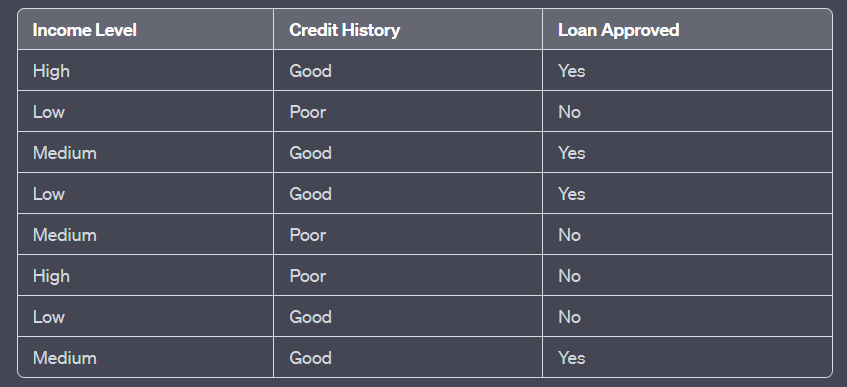 Income Level Credit History Loan Approved
High Good Yes
Low Poor No
Medium Good Yes
Low Good Yes
Medium Poor No
High Poor No
Low Good No
Medium Good Yes